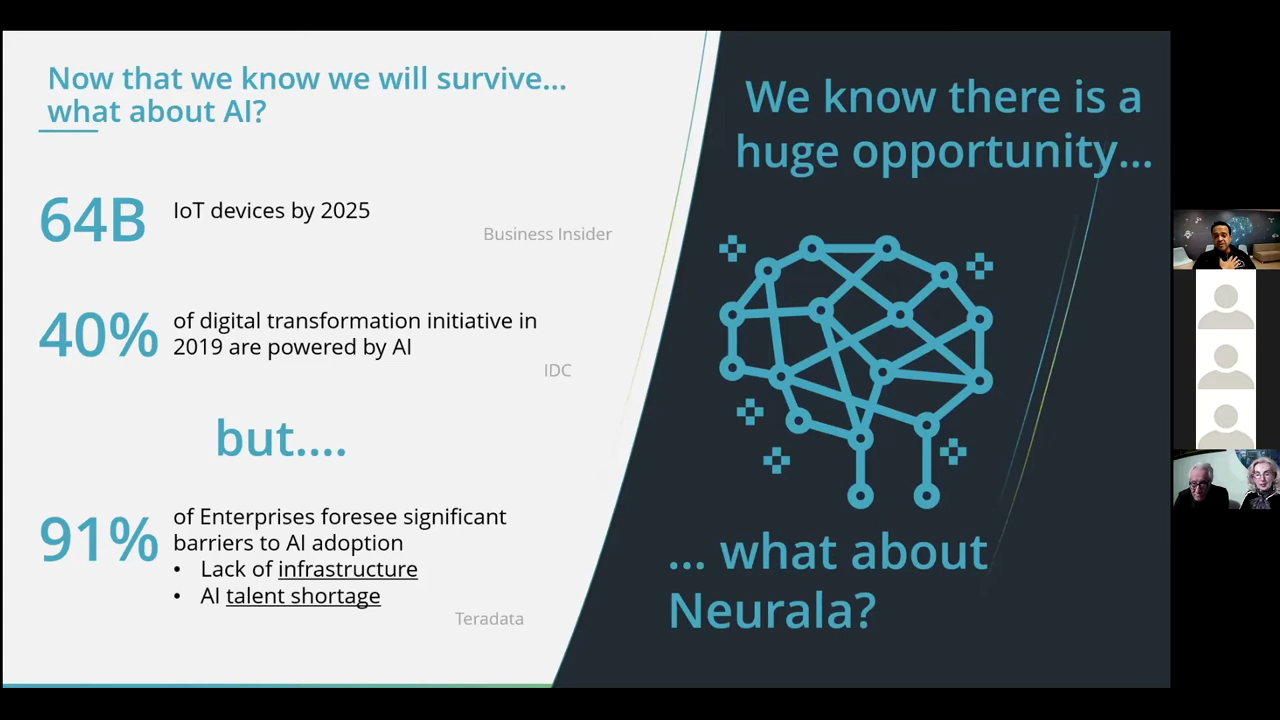 Now that we know we will survive...
what about AI?
64B
IoT devices by 2025
Business Insider
40%
of digital transformation initiative in
2019 are powered by AI
IDC
but....
91%
of Enterprises foresee significant
barriers to AI adoption
• Lack of infrastructure
• AI talent shortage
Teradata
We know there is a
huge opportunity...
... what about
Neurala?